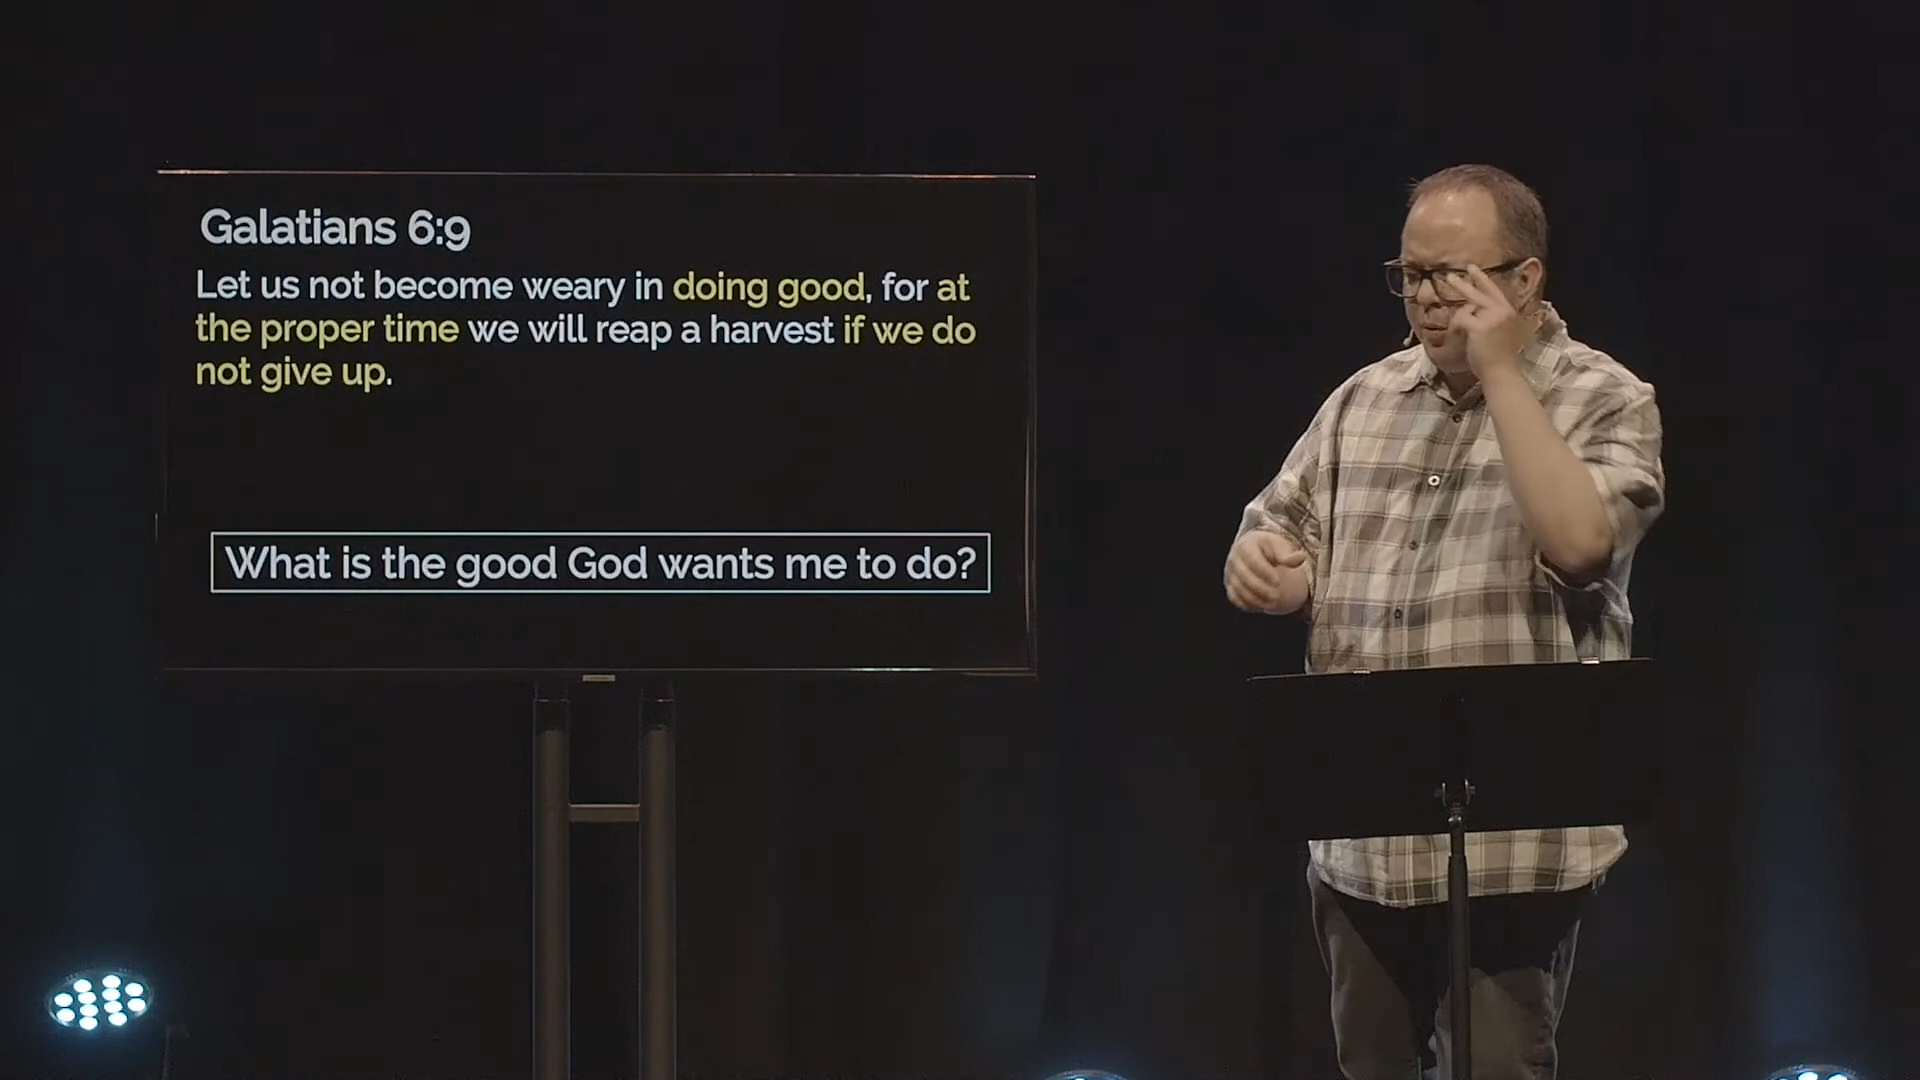 Galatians 6:9
Let us not become weary in doing good, for at
the proper time we will reap a harvest if we do
not give up.
What is the good God wants me to do?